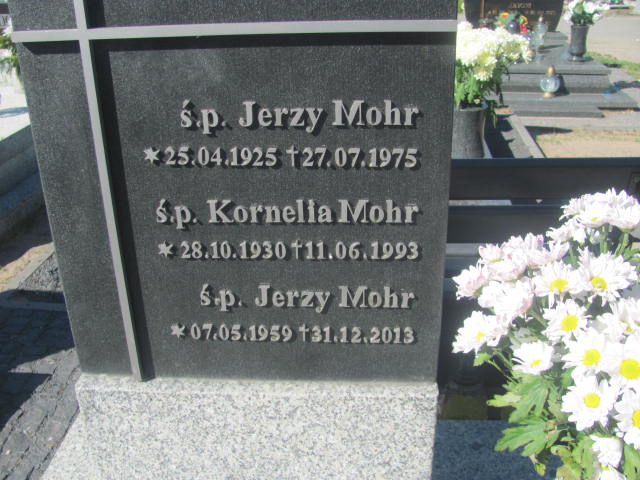 ś.p. Jerzy Mohr
*25.04.1925 †27.07.1975
ś.p. Kornelia Mohr
*28.10.1930 †11.06.1993
ś.p. Jerzy Mohr
*07.05.1959 †31.12.2013